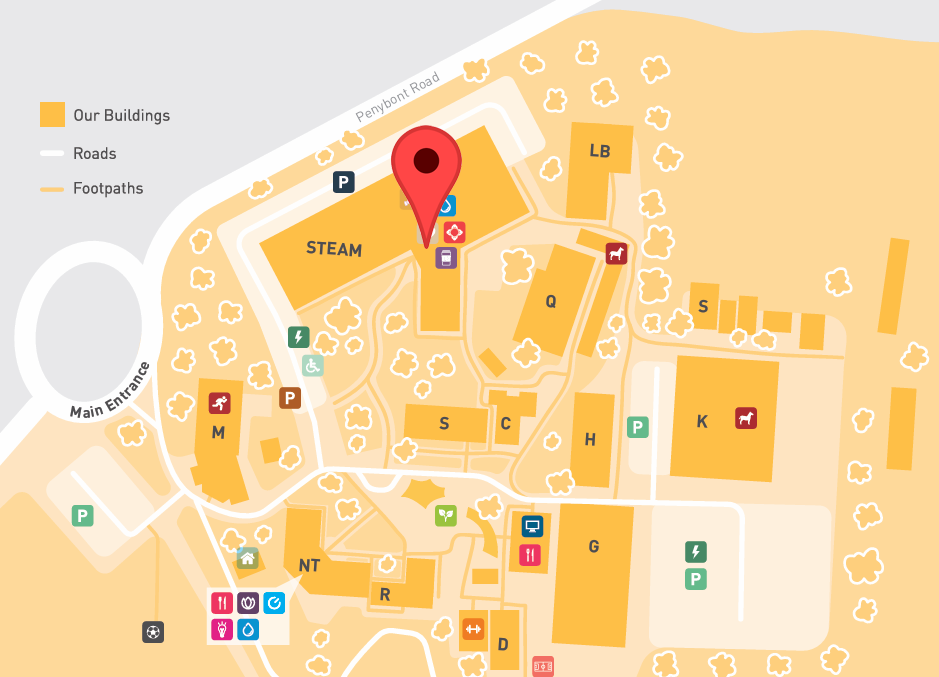 Penybont Road
Our Buildings
Roads
Footpaths
P
LB
STEAM
Q
S
Main Entrance
P
M
S
C
H
P
K
P
G
NT
R
P
D